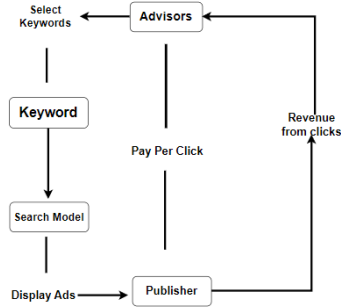 Select
Keywords
Advisors
Keyword
Revenue
from clicks
Pay Per Click
Search Model
Display Ads
Publisher